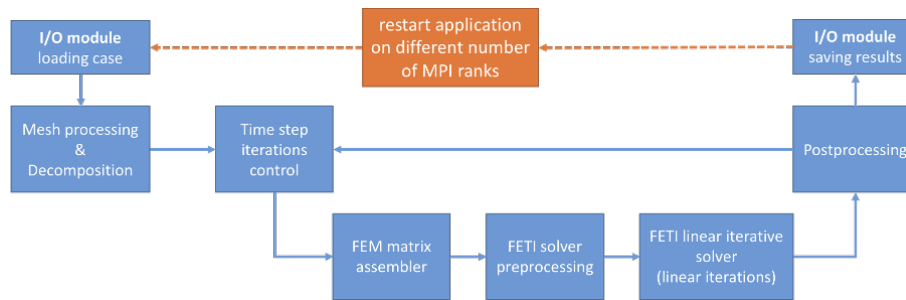 I/O module
loading case
restart application
on different number
of MPI ranks
I/O module
saving results
Mesh processing
&
Decomposition
Time step
iterations
control
Postprocessing
FEM matrix
assembler
FETI solver
preprocessing
FETI linear iterative
solver
(linear iterations)